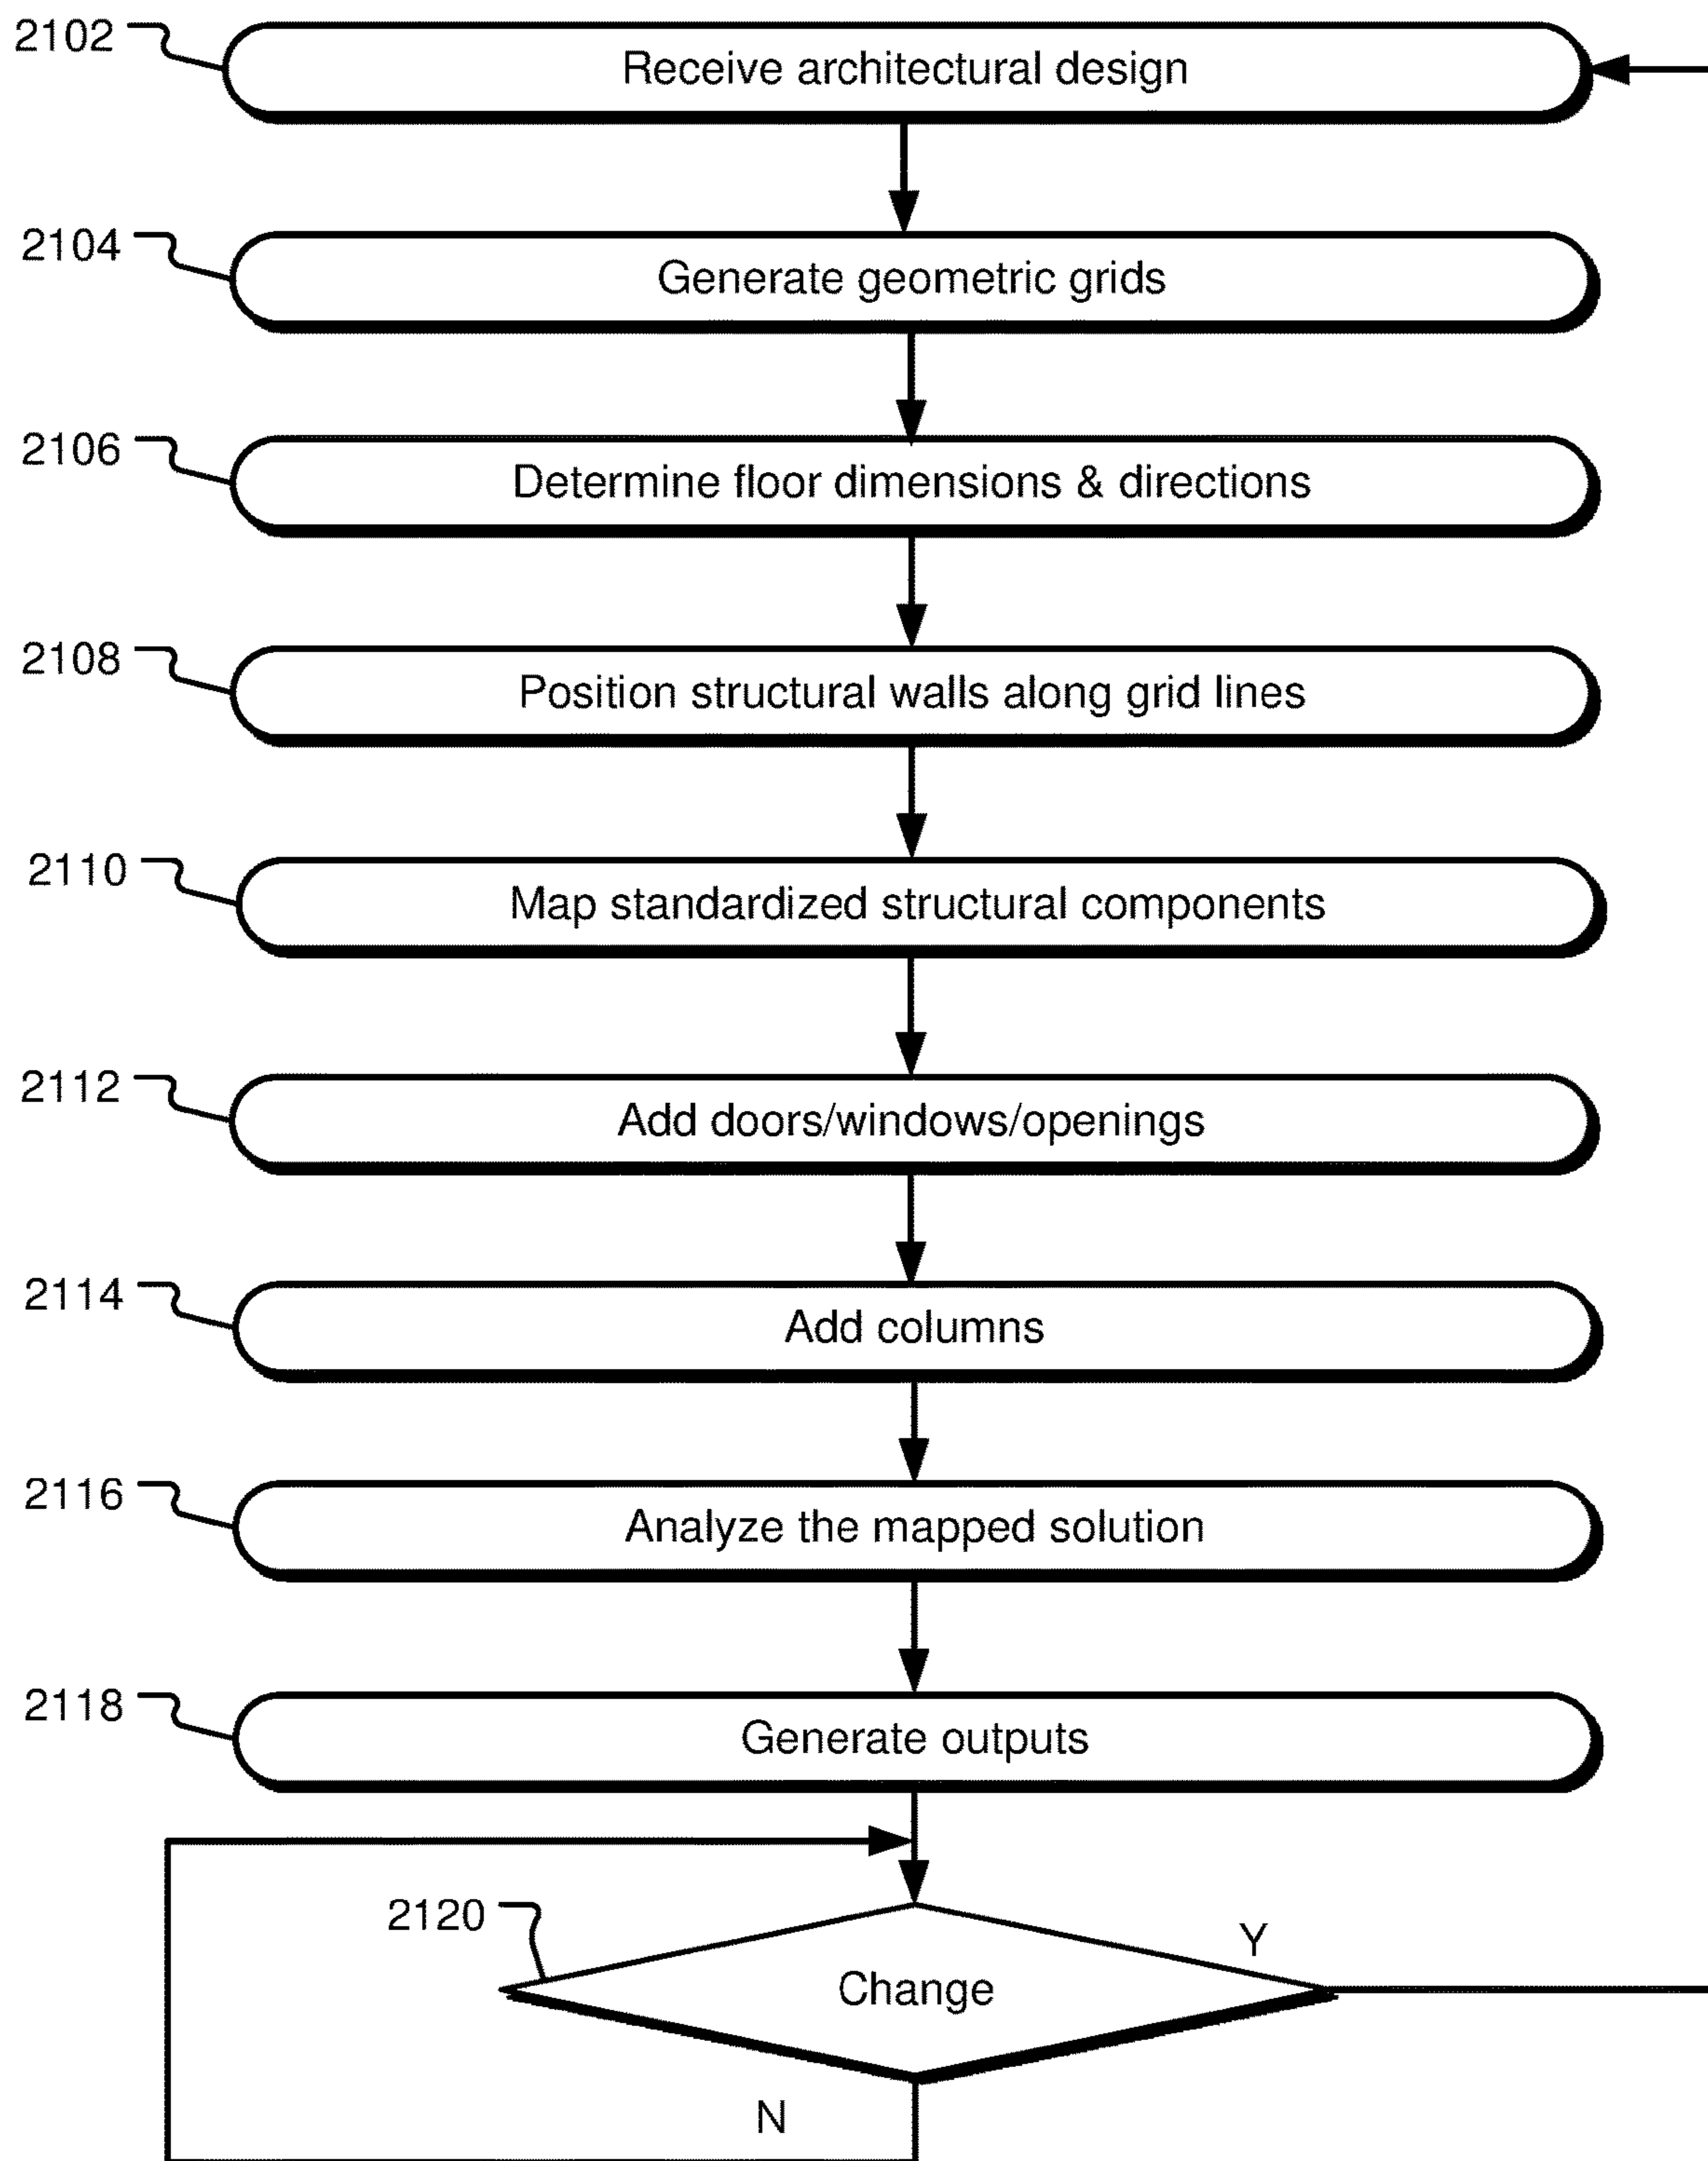 2102
Receive architectural design
2104
Generate geometric grids
2106
Determine floor dimensions & directions
2108
Position structural walls along grid lines
2110
Map standardized structural components
2112
Add doors/windows/openings
2114
Add columns
2116
Analyze the mapped solution
2118
Generate outputs
2120
Y
Change
N